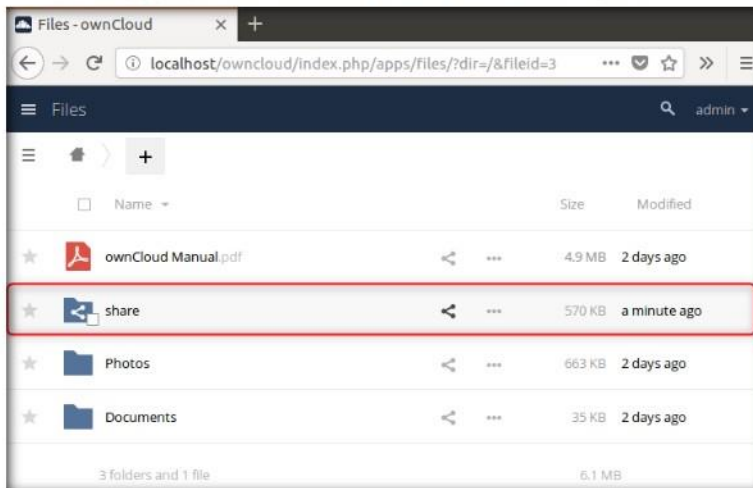 Files - ownCloud
localhost/owncloud/index.php/apps/files/?dir=/&fileid=3
Files admin
Name Size Modified
ownCloud Manual.pdf 4.9 MB 2 days ago
share 570 KB a minute ago
Photos 663 KB 2 days ago
Documents 35 KB 2 days ago
3 folders and 1 file 6.1 MB